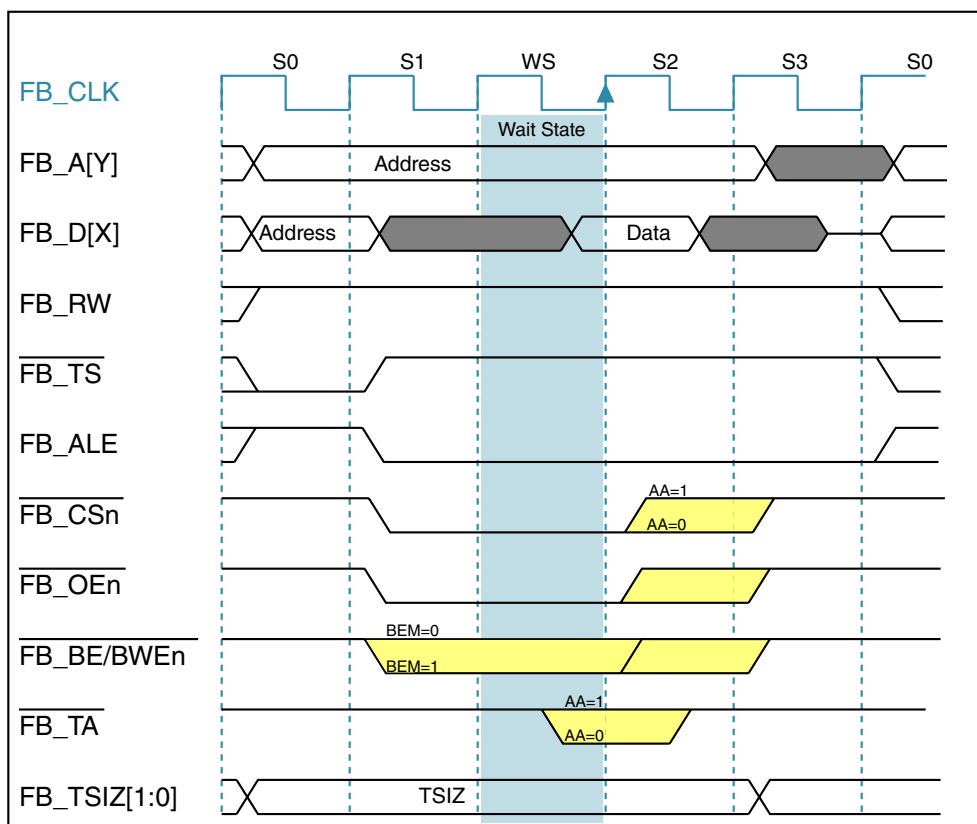 S0 S1 WS S2 S3 S0
FB_CLK
Wait State
FB_A[Y] Address
FB_D[X] Address Data
FB_RW
FB_TS
FB_ALE
AA=1
FB_CSn AA=0
FB_OEn
BEM=0
FB_BE/BWEn BEM=1
AA=1
FB_TA AA=0
FB_TSIZ[1:0] TSIZ